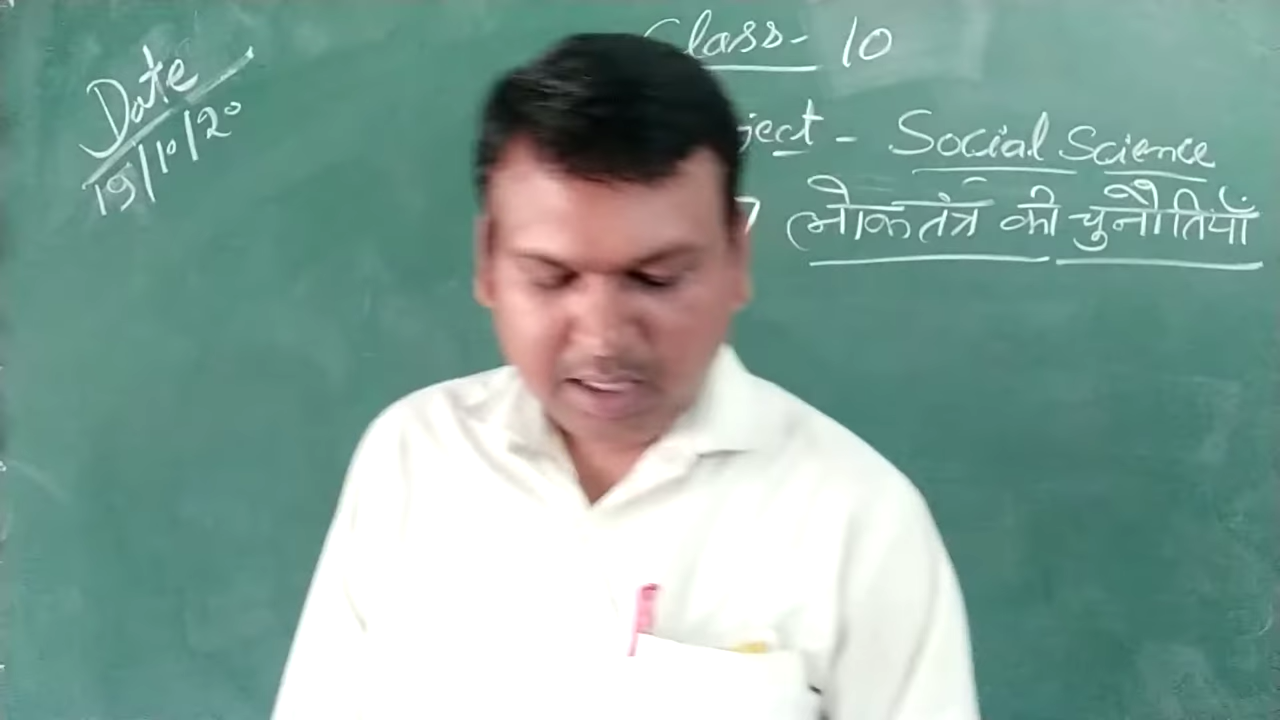 Date
19/10/20
Class- 10
ject - Social Science
लोकतंत्र की चुनौतियाँ